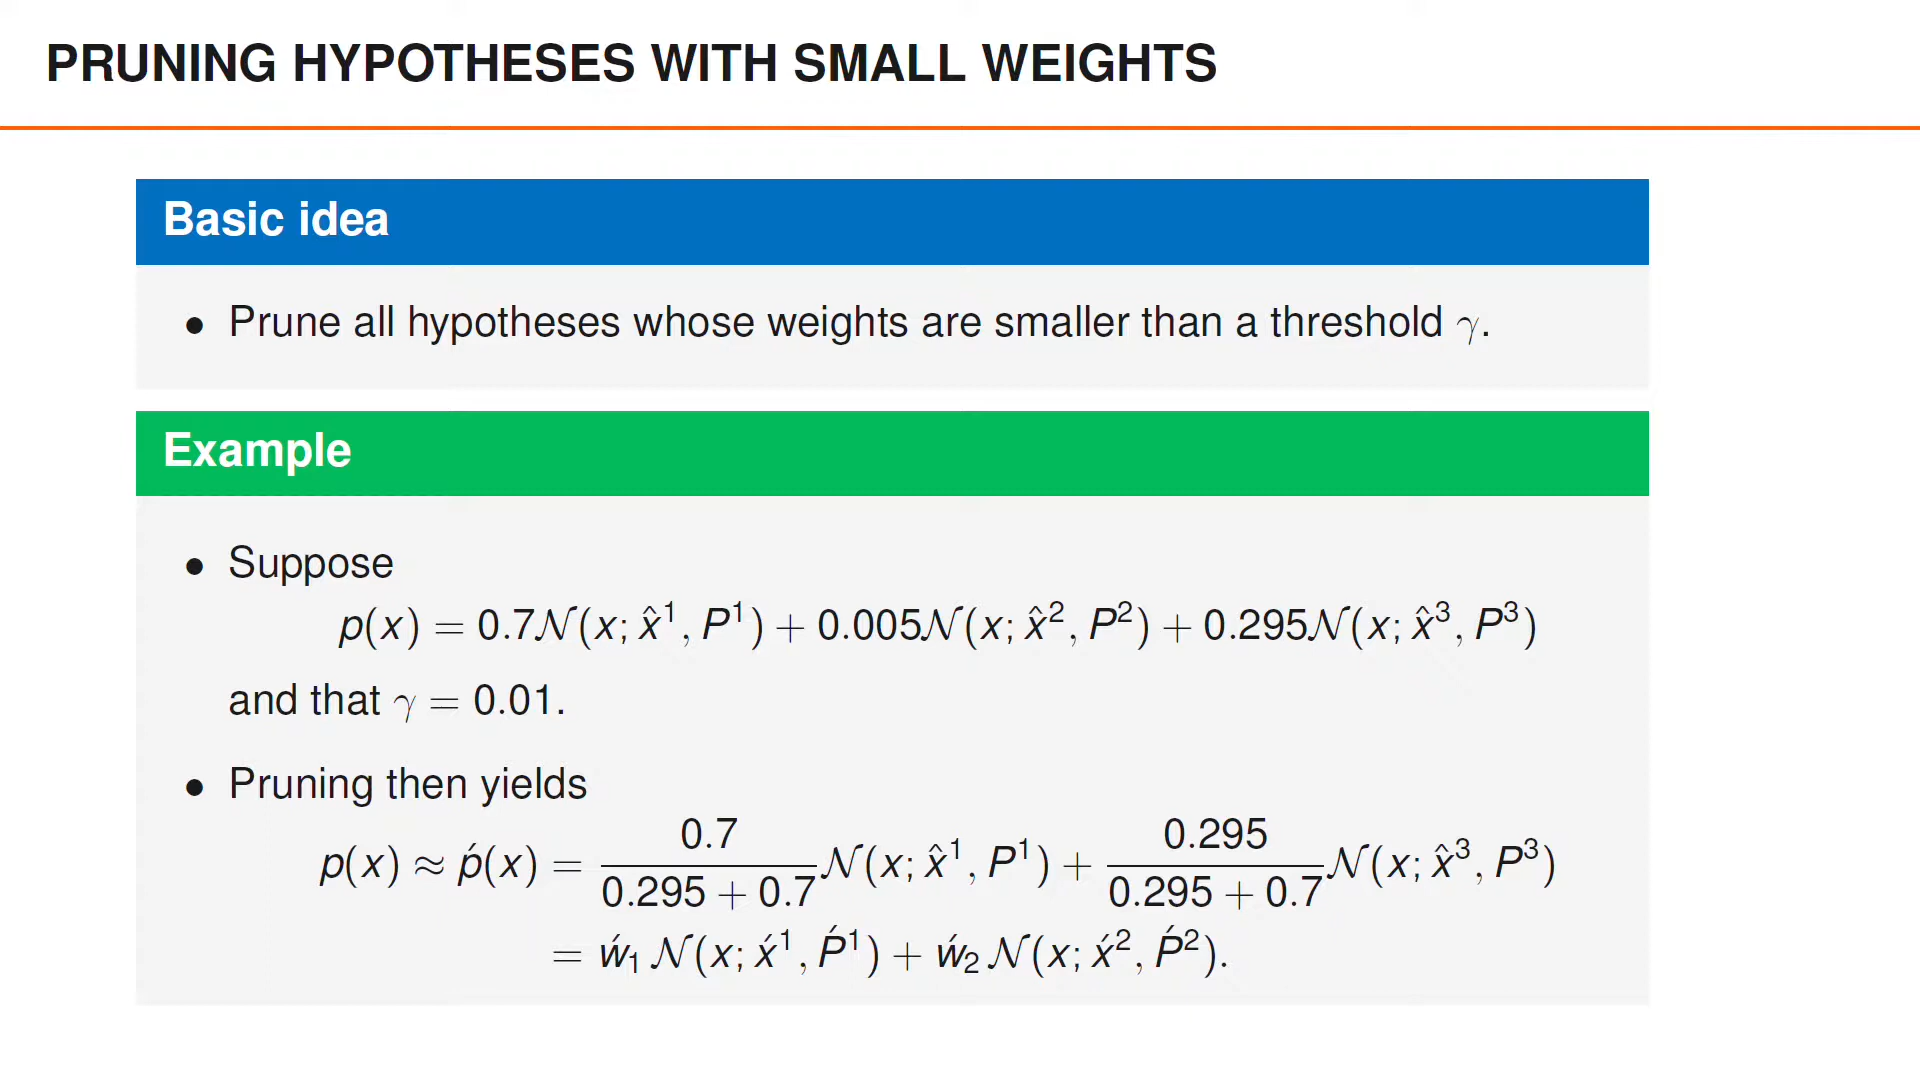 PRUNING HYPOTHESES WITH SMALL WEIGHTS
Basic idea
• Prune all hypotheses whose weights are smaller than a threshold γ.
Example
• Suppose
p(x) = 0.7𝒩(x; x̂¹, P¹) + 0.005𝒩(x; x̂², P²) + 0.295𝒩(x; x̂³, P³)
and that γ = 0.01.
• Pruning then yields
p(x) ≈ ṕ(x) = \frac{0.7}{0.295 + 0.7}𝒩(x; x̂¹, P¹) + \frac{0.295}{0.295 + 0.7}𝒩(x; x̂³, P³)
= ẃ₁ 𝒩(x; x́¹, Ṕ¹) + ẃ₂ 𝒩(x; x́², Ṕ²).